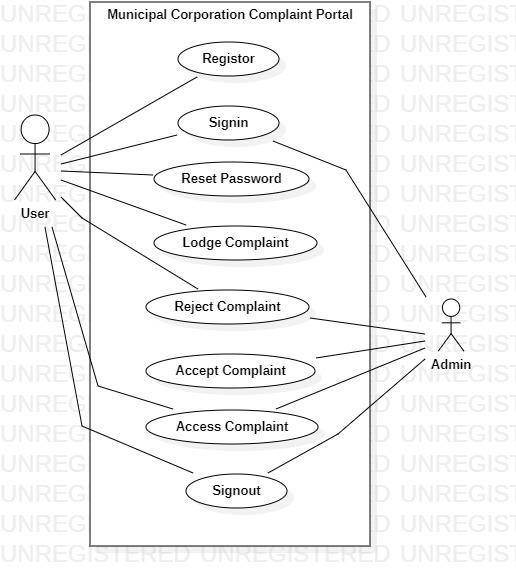 Municipal Corporation Complaint Portal
Registor
Signin
Reset Password
User
Lodge Complaint
Reject Complaint
Admin
Accept Complaint
Access Complaint
Signout
UNREGISTERED UNREGISTERED